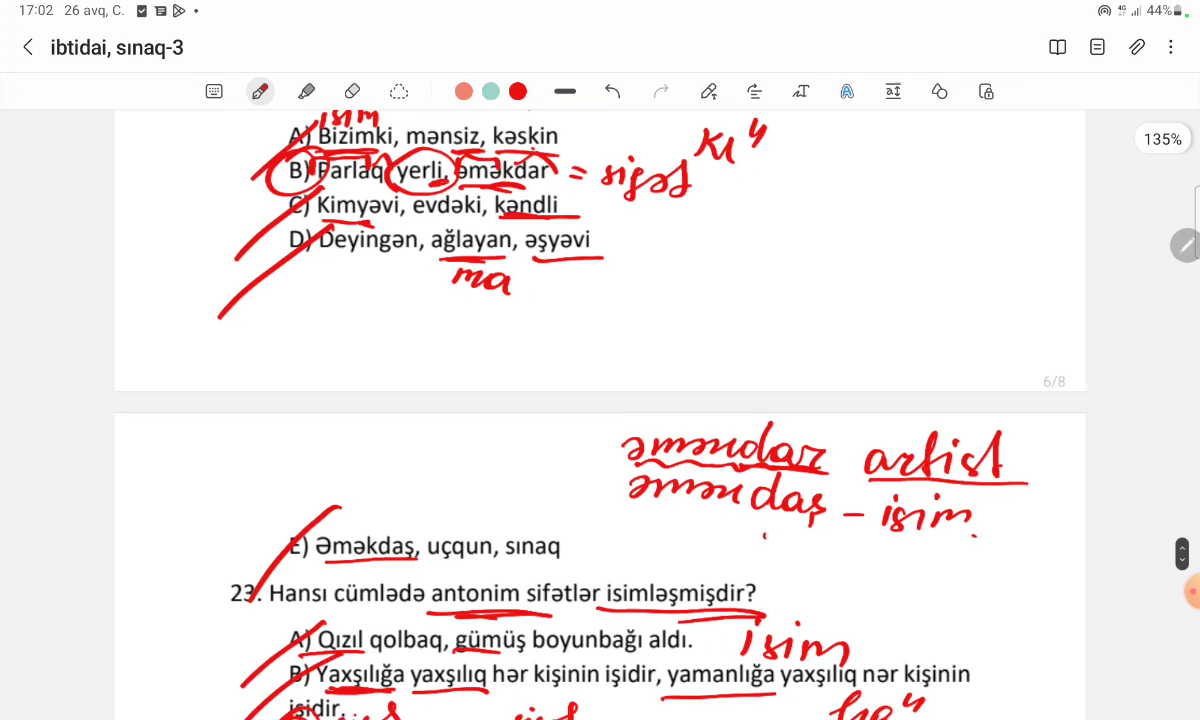 17:02 26 avq, C. • 4G 44%
ibtidai, sınaq-3
135%
isim
A) Bizimki, mənsiz, kəskin
kı⁴
B) Parlaq, yerli, əməkdar = sifət
C) Kimyəvi, evdəki, kəndli
D) Deyingən, ağlayan, əşyəvi
ma
6/8
əməkdar artist
əməkdaş – isim
E) Əməkdaş, uçqun, sınaq
23. Hansı cümlədə antonim sifətlər isimləşmişdir?
A) Qızıl qolbaq, gümüş boyunbağı aldı. isim
B) Yaxşılığa yaxşılıq hər kişinin işidir, yamanlığa yaxşılıq nər kişinin
işidir.